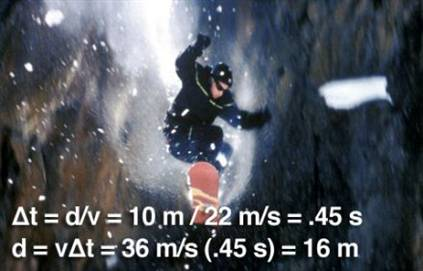 Δt = d/v = 10 m / 22 m/s = .45 s
d = vΔt = 36 m/s (.45 s) = 16 m